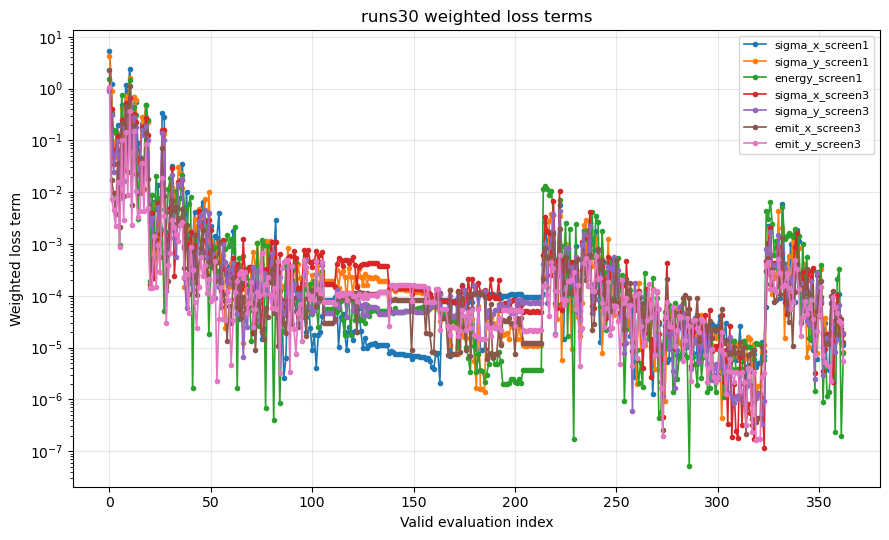 runs30 weighted loss terms
Weighted loss term
10¹
10⁰
10⁻¹
10⁻²
10⁻³
10⁻⁴
10⁻⁵
10⁻⁶
10⁻⁷
sigma_x_screen1
sigma_y_screen1
energy_screen1
sigma_x_screen3
sigma_y_screen3
emit_x_screen3
emit_y_screen3
0 50 100 150 200 250 300 350
Valid evaluation index